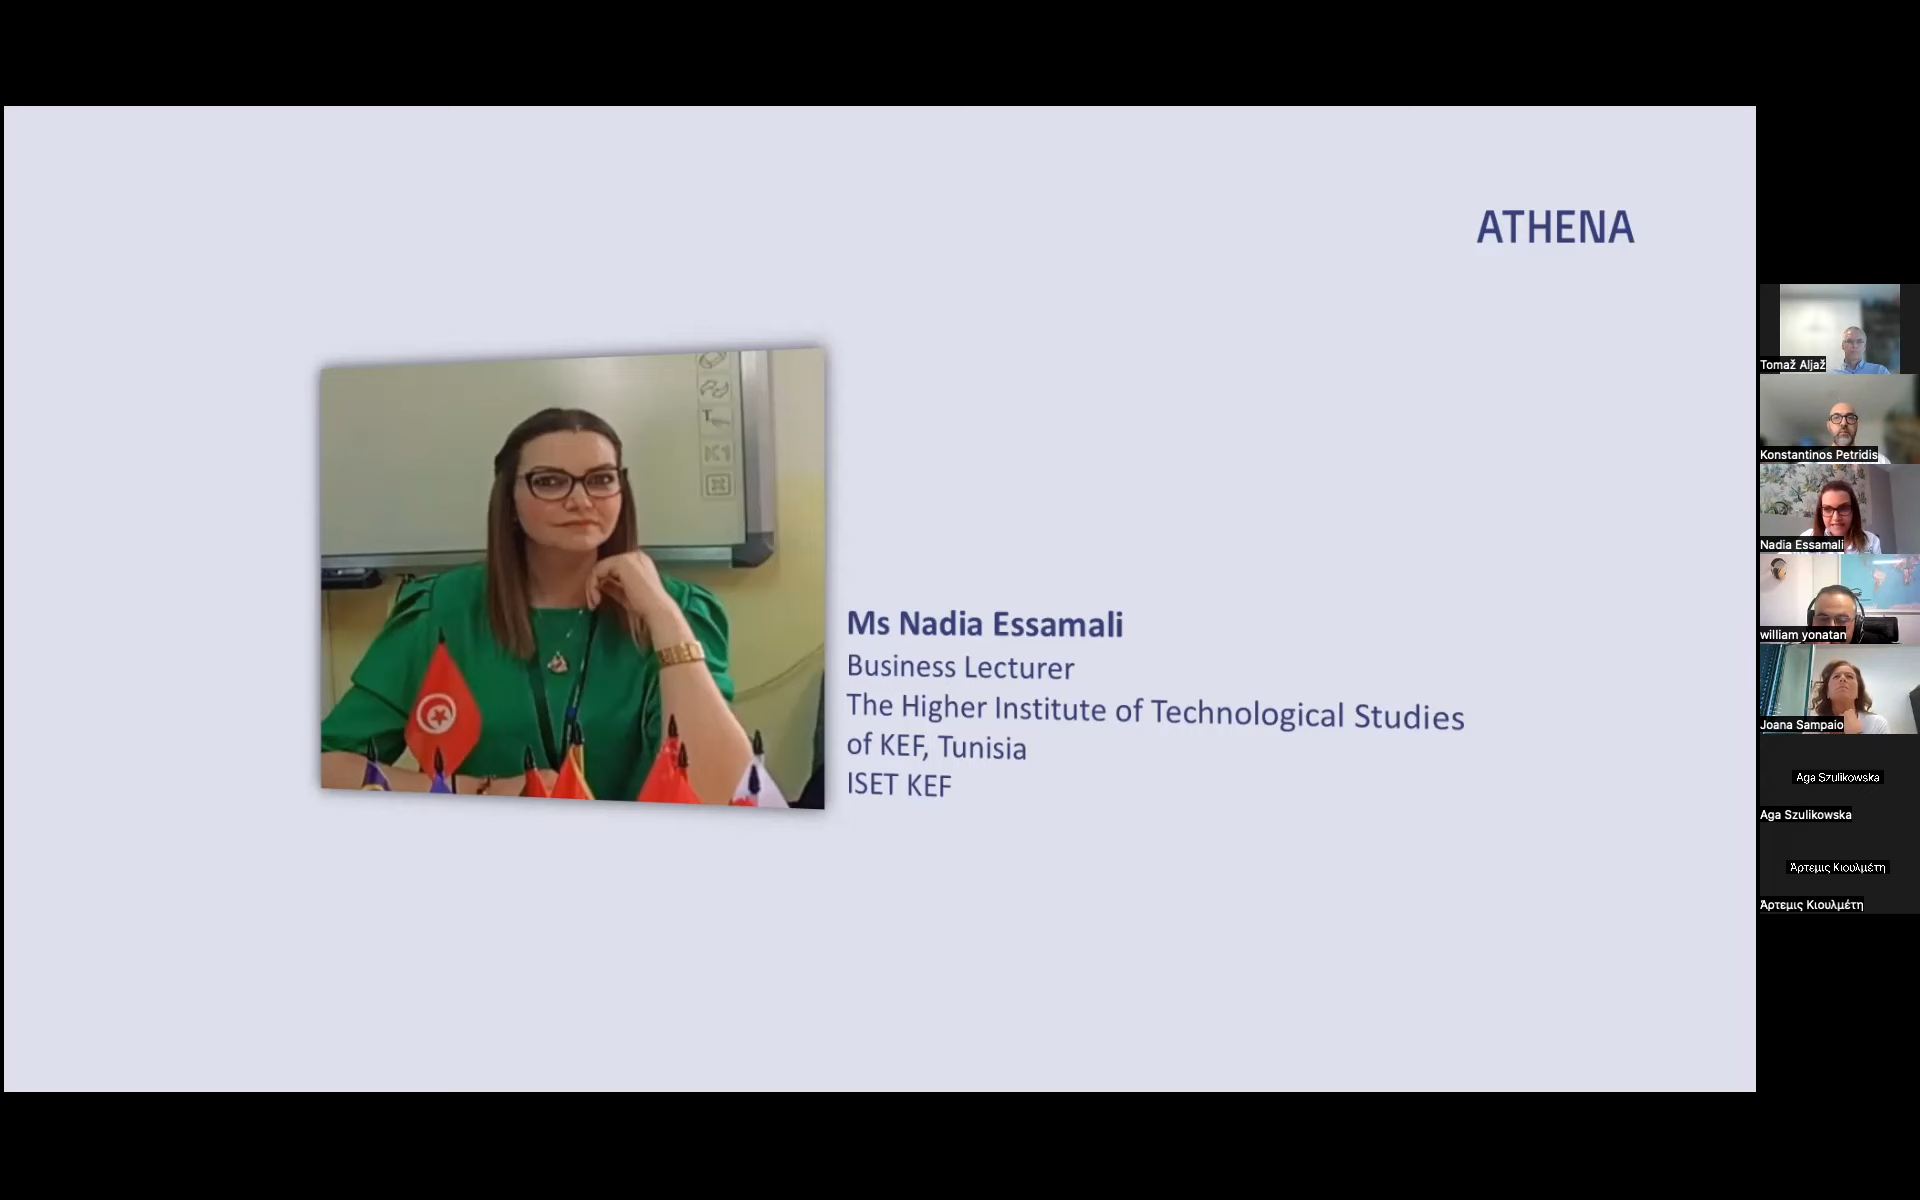 ATHENA
Ms Nadia Essamali
Business Lecturer
The Higher Institute of Technological Studies
of KEF, Tunisia
ISET KEF
Tomaž Aljaž
Konstantinos Petridis
Nadia Essamali
william yonatan
Joana Sampaio
Aga Szulikowska
Aga Szulikowska
Άρτεμις Κιουλμέτη
Άρτεμις Κιουλμέτη